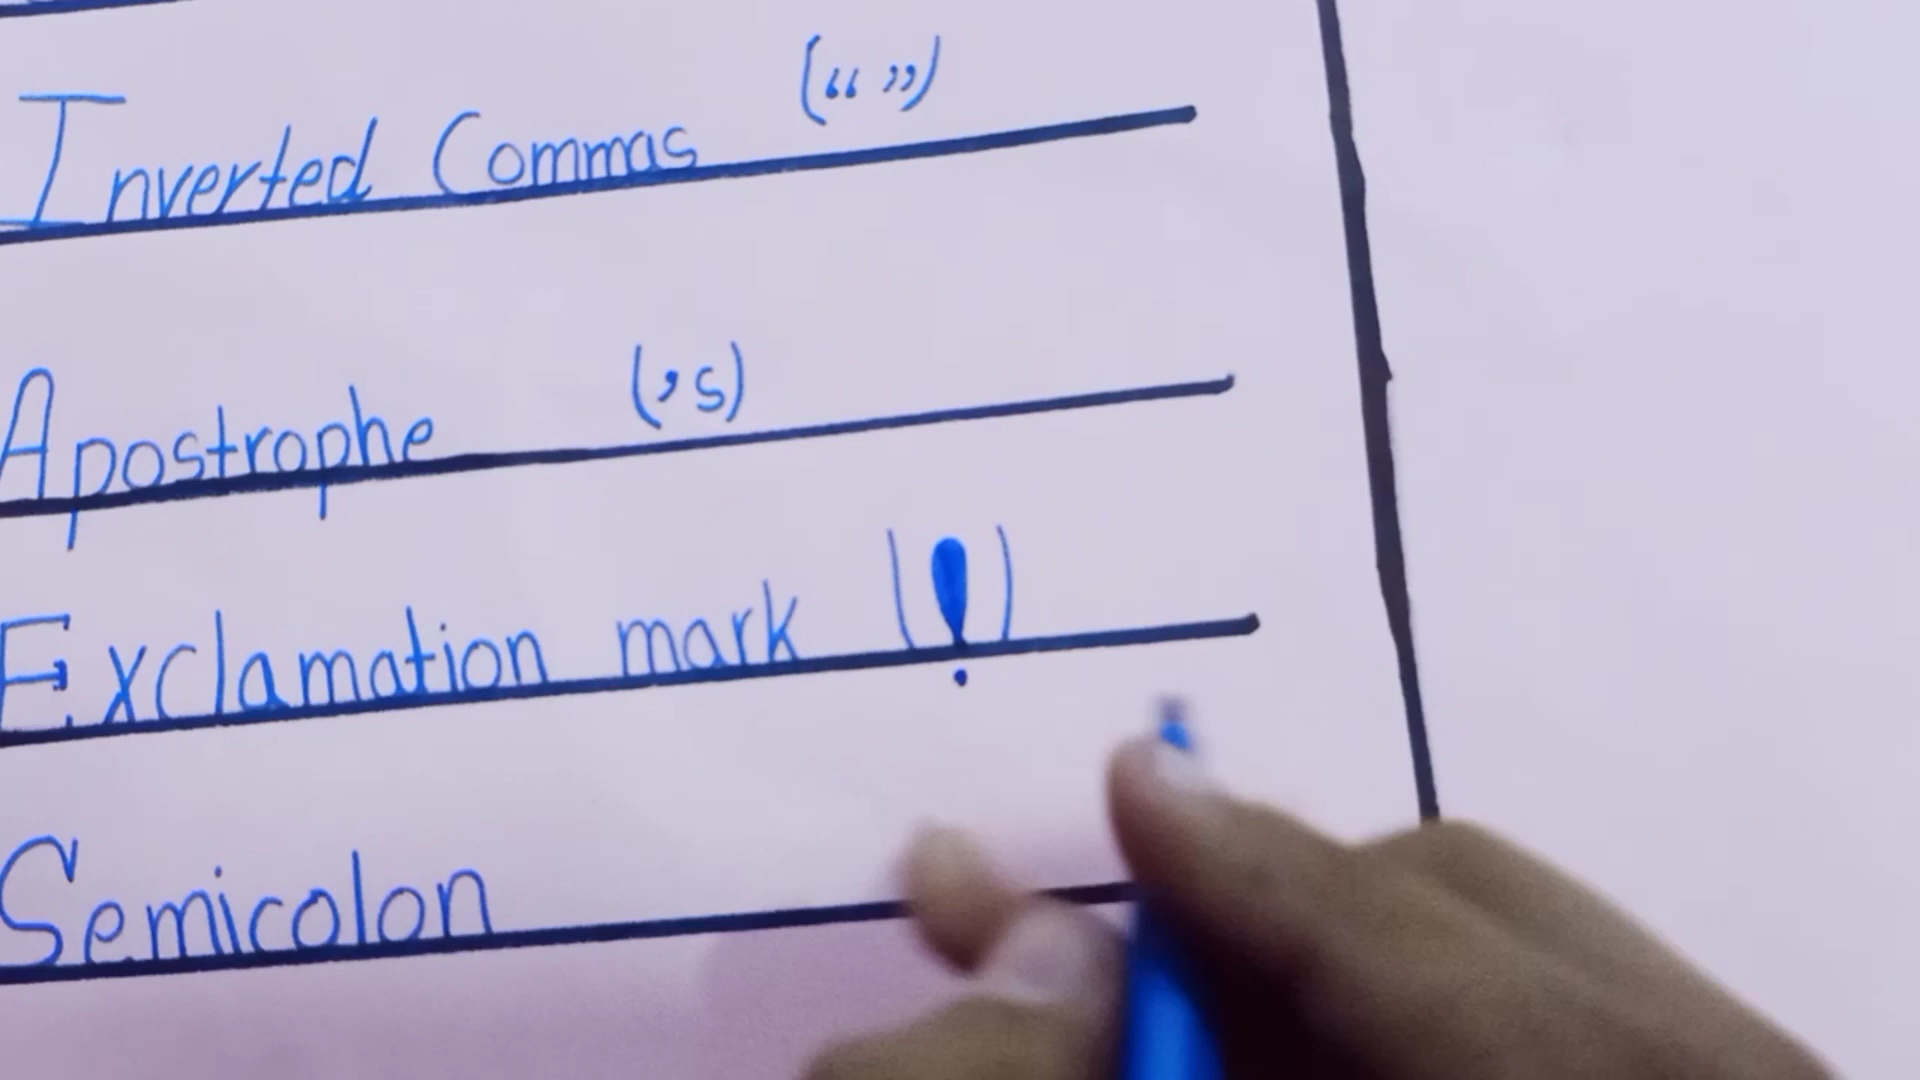 Inverted Commas (“ ”)
Apostrophe (’s)
Exclamation mark (!)
Semicolon